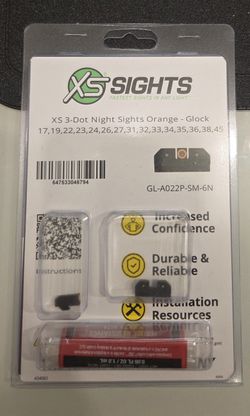 XS SIGHTS
FASTEST SIGHTS IN ANY LIGHT
XS 3-Dot Night Sights Orange - Glock
17,19,22,23,24,26,27,31,32,33,34,35,36,38,45
647533046794
GL-A022P-SM-6N
Increased
Confidence
Durable &
Reliable
Instructions
Installation
Resources